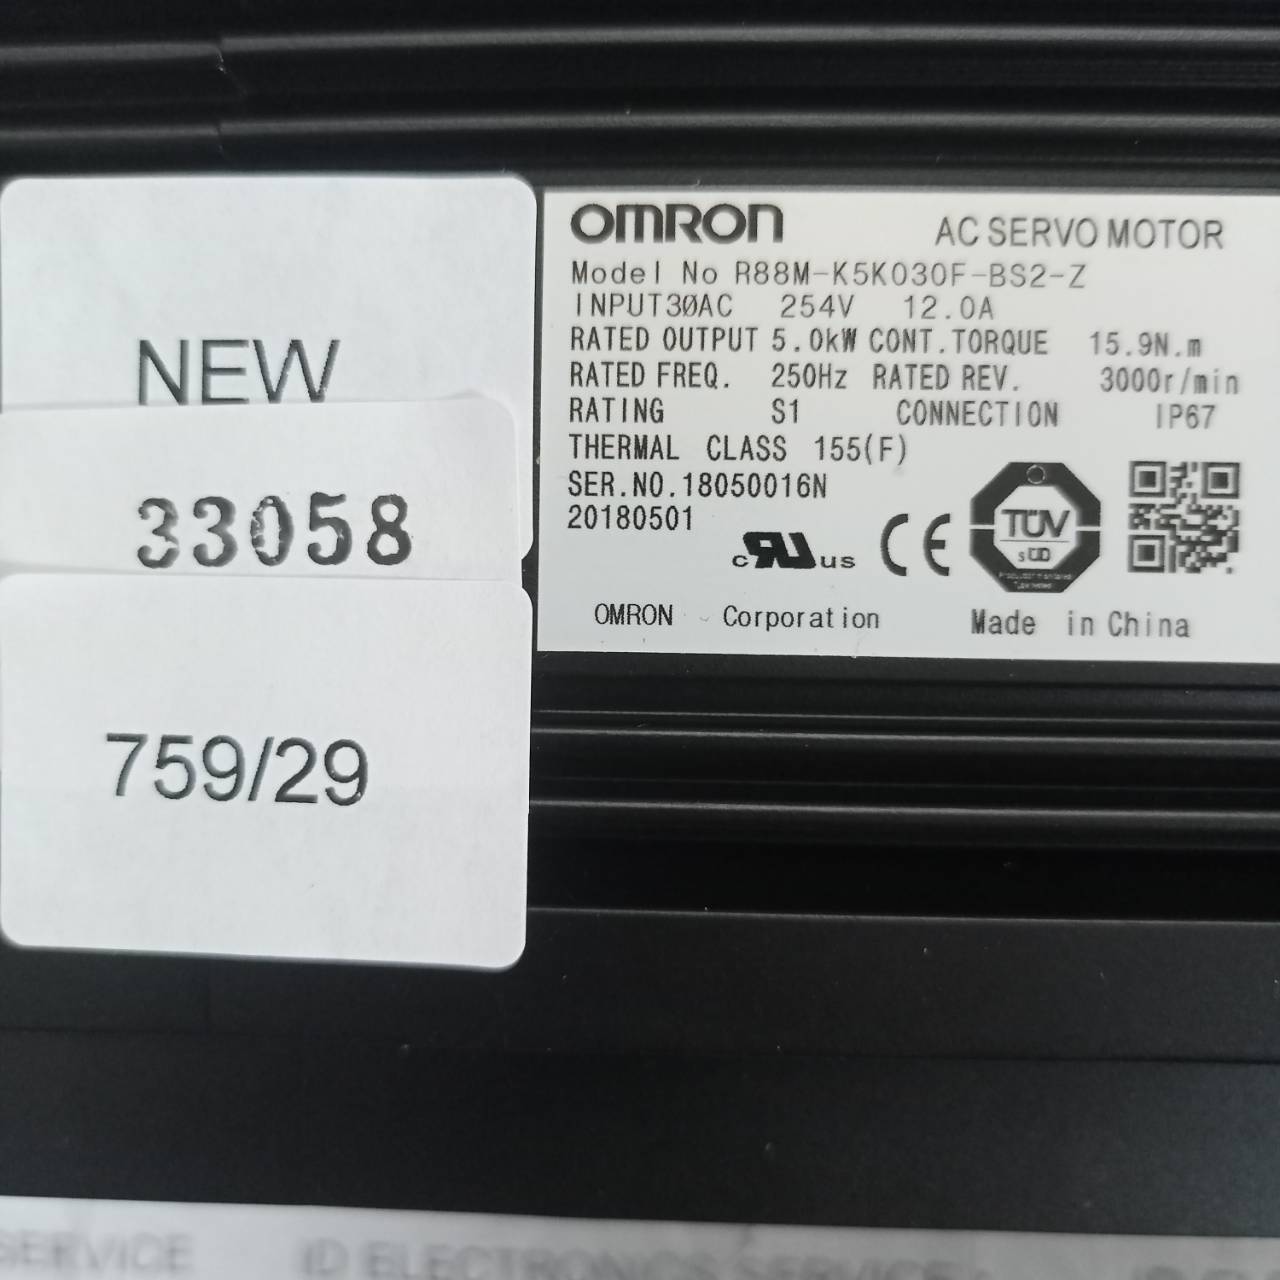 NEW
33058
759/29
OMRON AC SERVO MOTOR
Model No R88M-K5K030F-BS2-Z
INPUT3ØAC 254V 12.0A
RATED OUTPUT 5.0kW CONT.TORQUE 15.9N.m
RATED FREQ. 250Hz RATED REV. 3000r/min
RATING S1 CONNECTION IP67
THERMAL CLASS 155(F)
SER.NO.18050016N
20180501
c RU us CE TÜV
SÜD
OMRON Corporation Made in China
SERVICE ID ELECTRONICS SERVICE